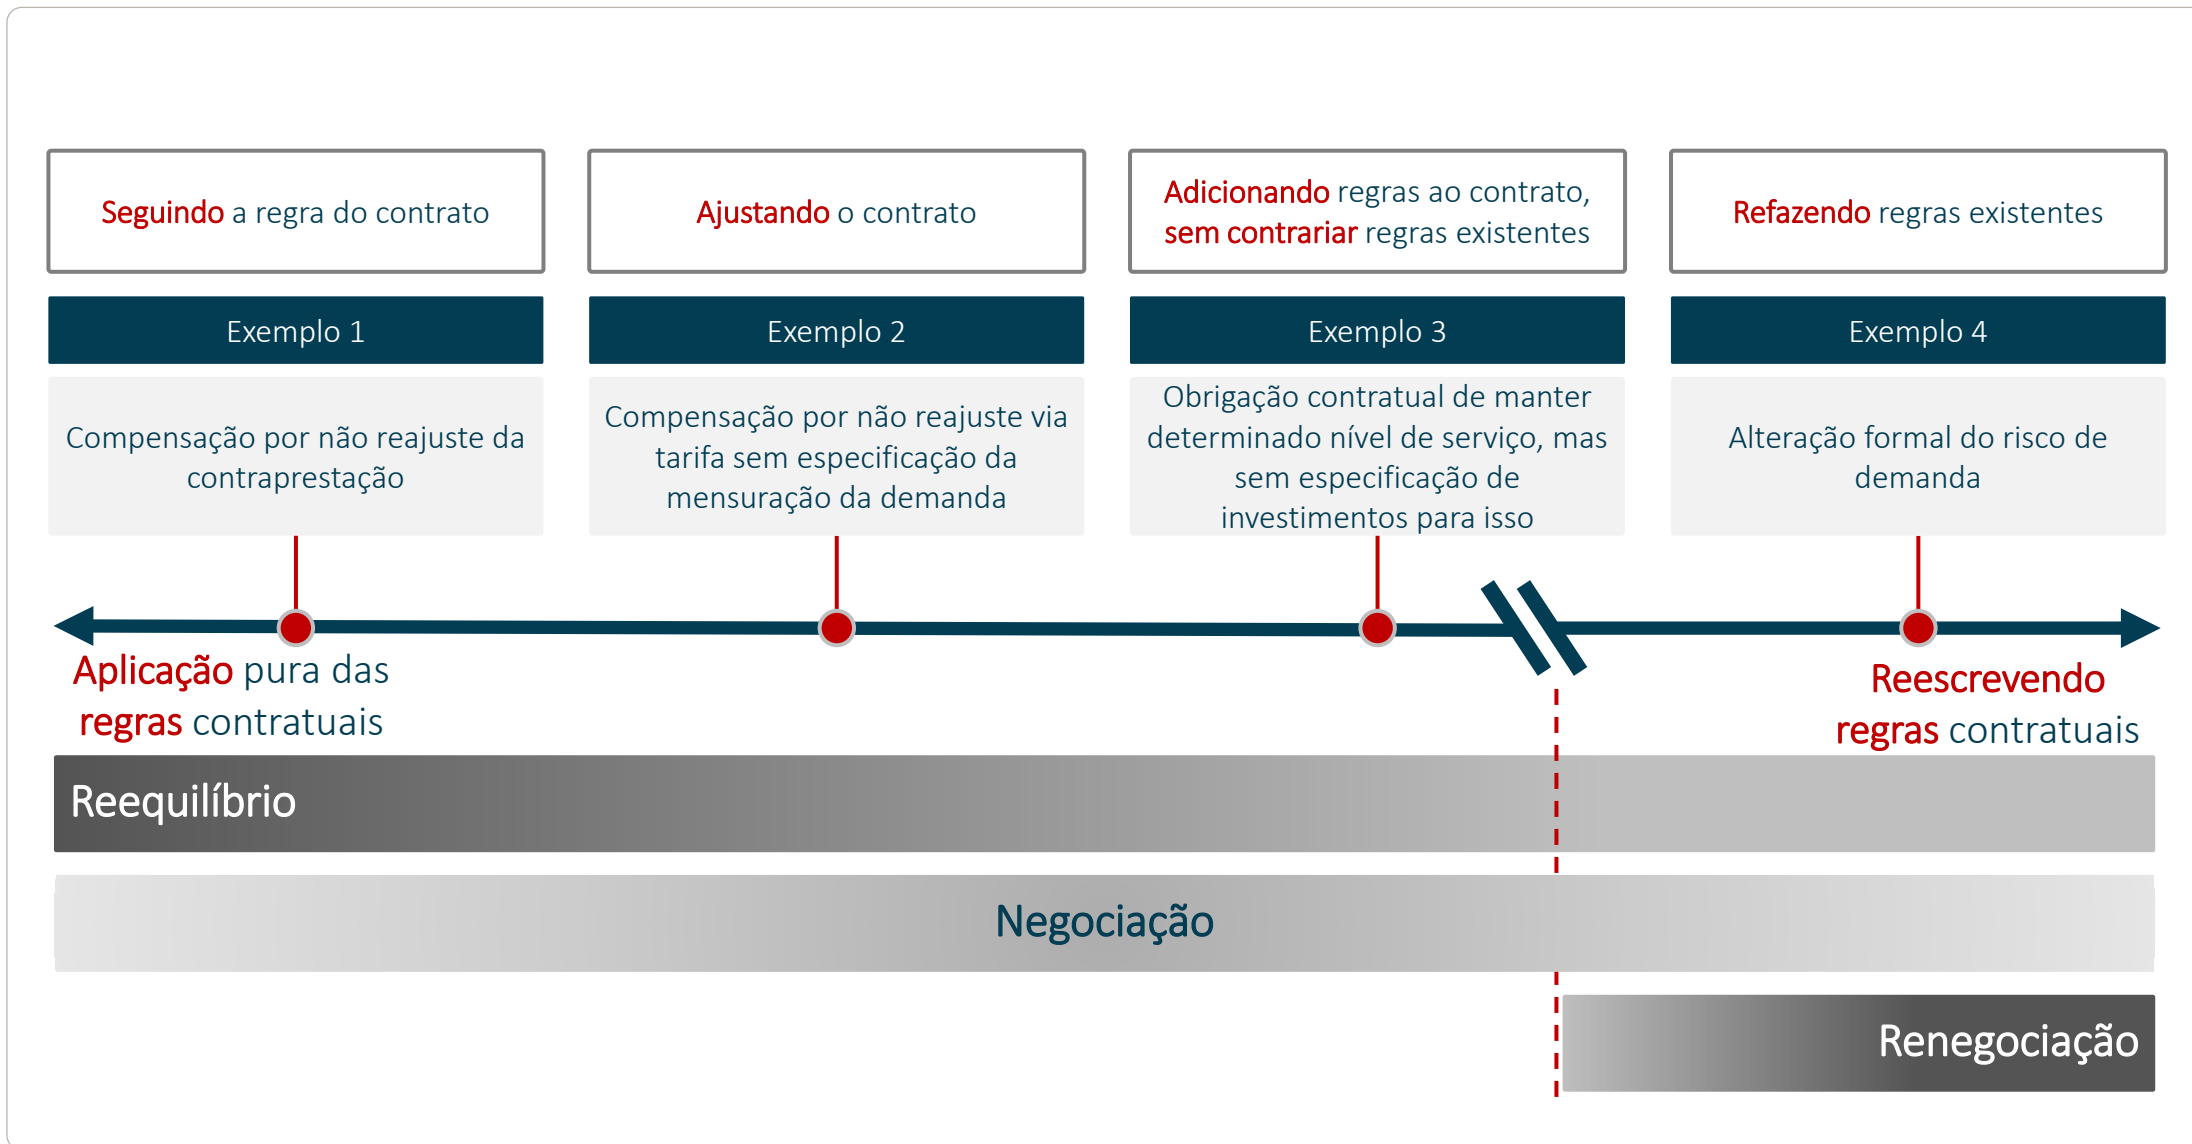 Seguindo a regra do contrato
Ajustando o contrato
Adicionando regras ao contrato,
sem contrariar regras existentes
Refazendo regras existentes
Exemplo 1
Exemplo 2
Exemplo 3
Exemplo 4
Compensação por não reajuste da
contraprestação
Compensação por não reajuste via
tarifa sem especificação da
mensuração da demanda
Obrigação contratual de manter
determinado nível de serviço, mas
sem especificação de
investimentos para isso
Alteração formal do risco de
demanda
Aplicação pura das
regras contratuais
Reescrevendo
regras contratuais
Reequilíbrio
Negociação
Renegociação